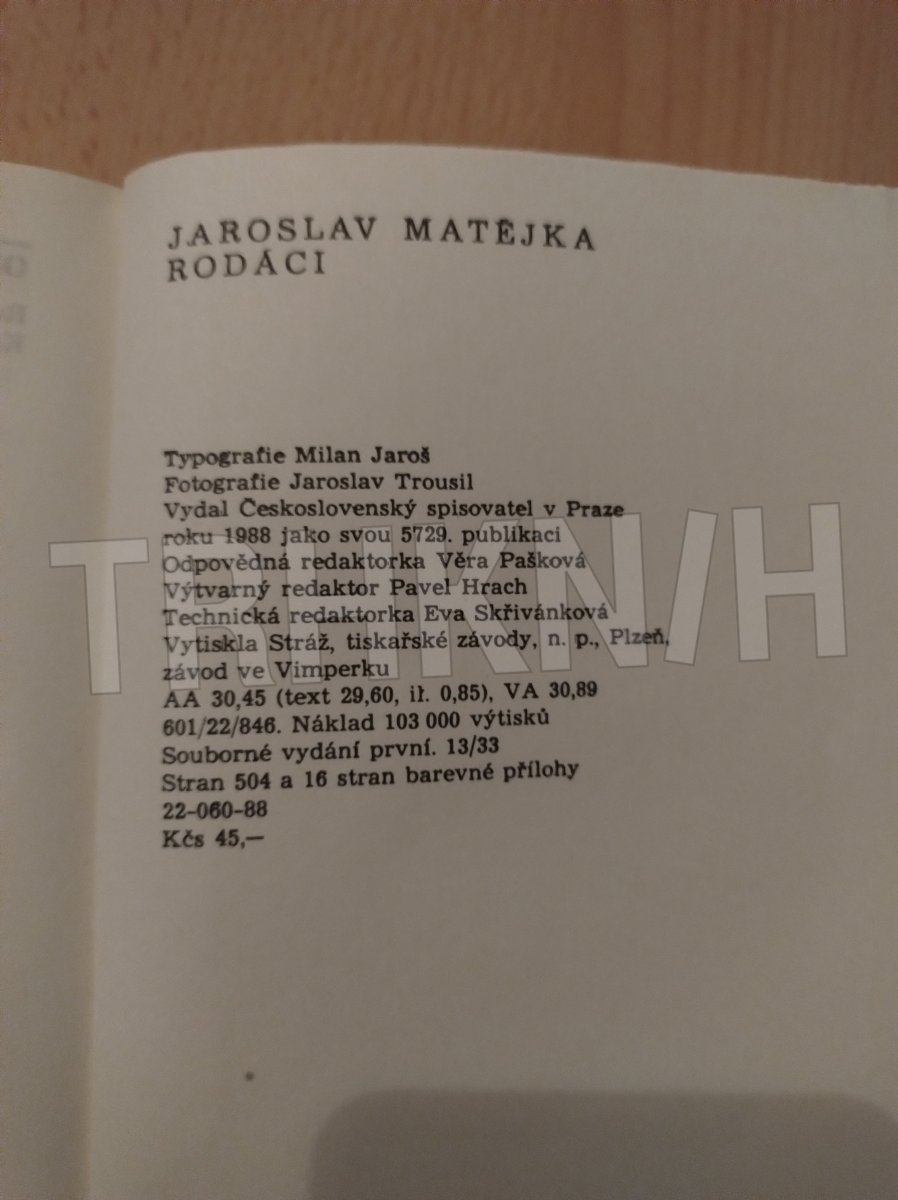 JAROSLAV MATĚJKA
RODÁCI
Typografie Milan Jaroš
Fotografie Jaroslav Trousil
Vydal Československý spisovatel v Praze
roku 1988 jako svou 5729. publikaci
Odpovědná redaktorka Věra Pašková
Výtvarný redaktor Pavel Hrach
Technická redaktorka Eva Skřivánková
Vytiskla Stráž, tiskařské závody, n. p., Plzeň,
závod ve Vimperku
AA 30,45 (text 29,60, il. 0,85), VA 30,89
601/22/846. Náklad 103 000 výtisků
Souborné vydání první. 13/33
Stran 504 a 16 stran barevné přílohy
22-060-88
Kčs 45,—